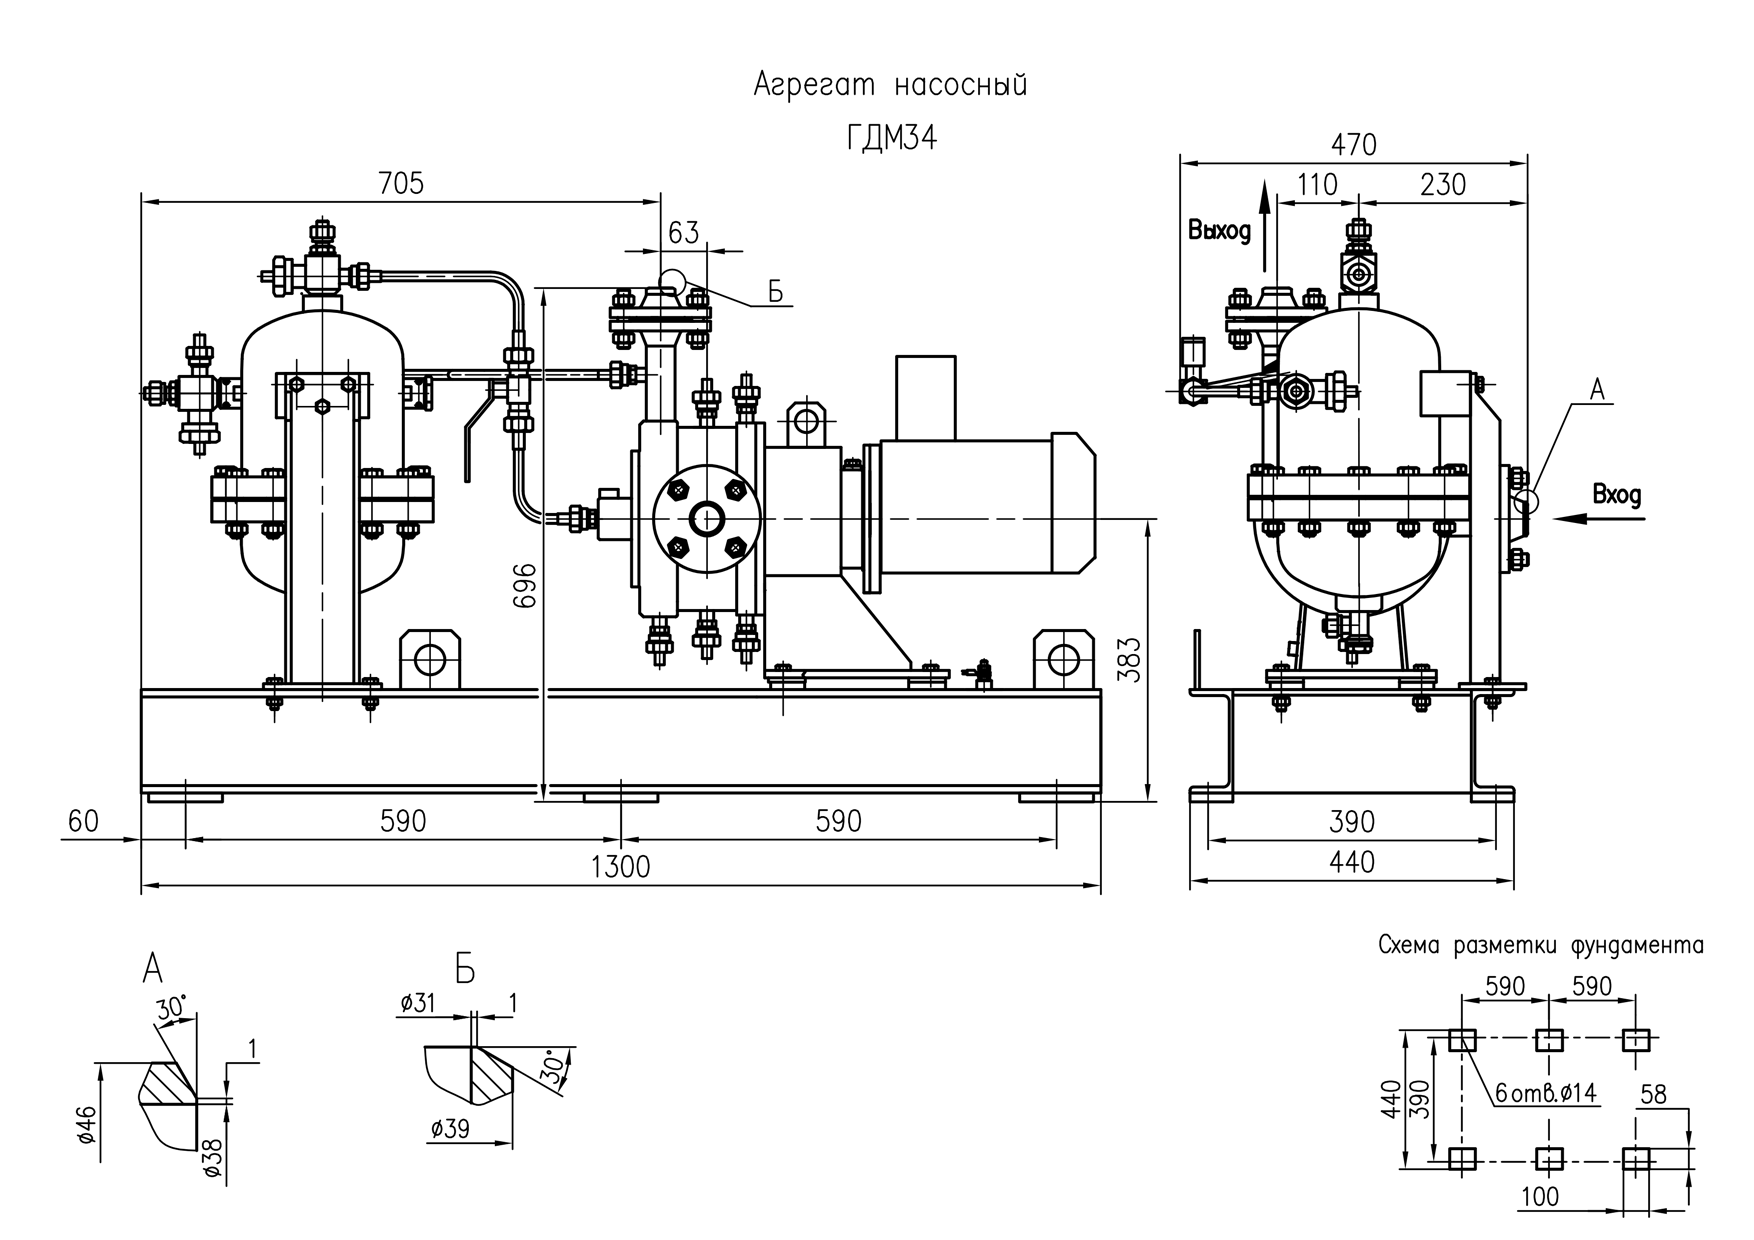 Агрегат насосный
ГДМ34
705
63
Б
696
383
60
590
590
1300
470
110
230
Выход
А
Вход
390
440
А
30°
1
ø46
ø38
Б
ø31
1
30°
ø39
Схема разметки фундамента
590
590
440
390
6 отв. ø14
58
100